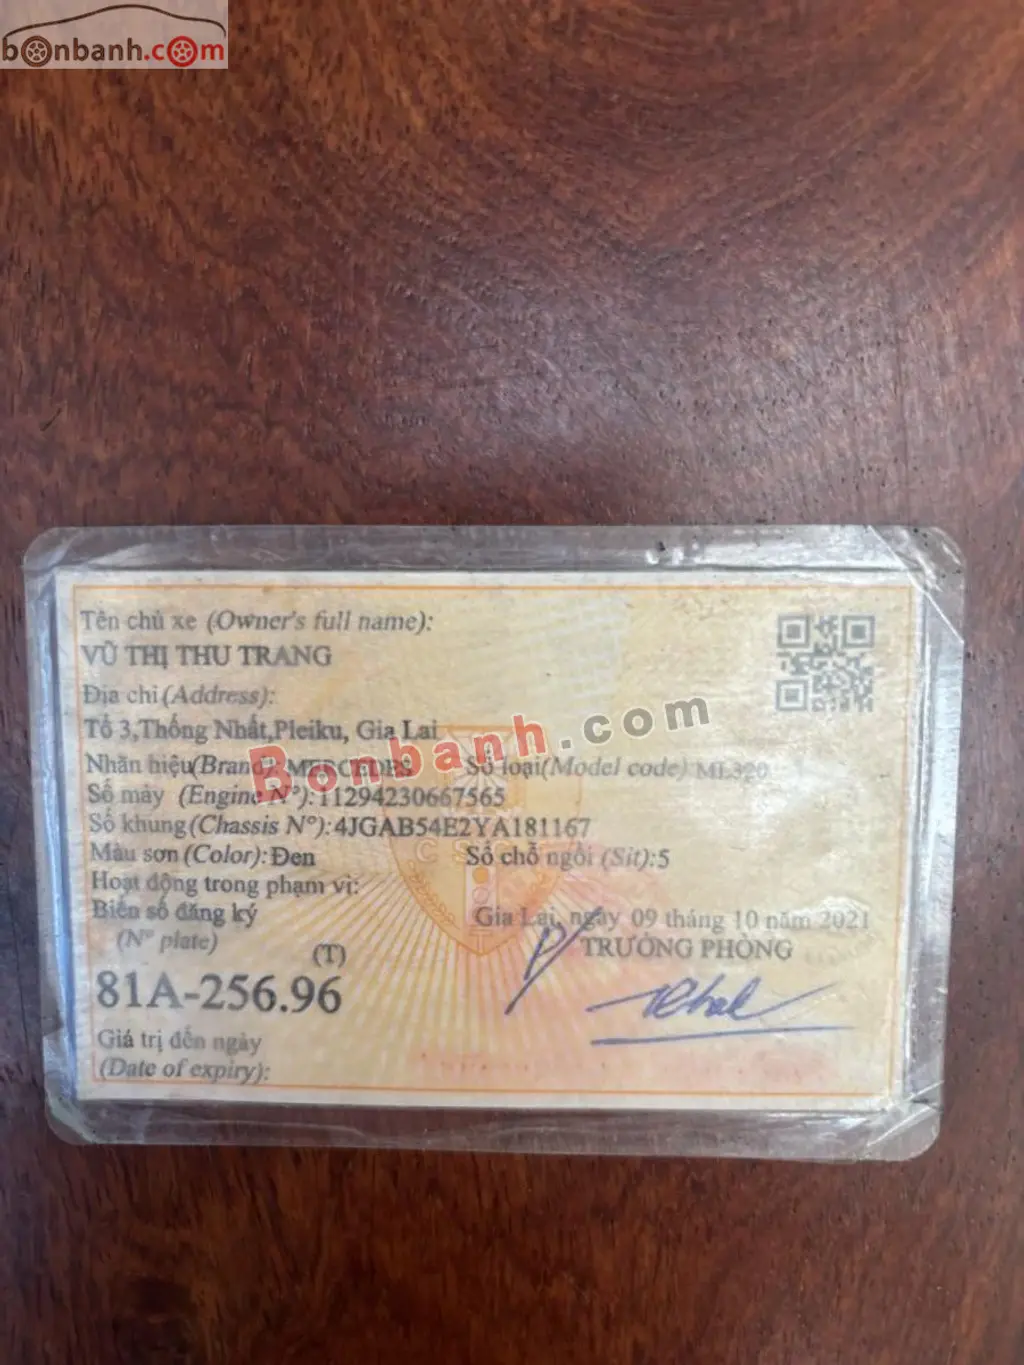 bonbanh.com
Tên chủ xe (Owner's full name):
VŨ THỊ THU TRANG
Địa chỉ (Address):
Tổ 3,Thống Nhất,Pleiku, Gia Lai
Bonbanh.com
Nhãn hiệu(Brand): MERCEDES Số loại(Model code): ML320
Số máy (Engine N°):11294230667565
Số khung(Chassis N°):4JGAB54E2YA181167
Màu sơn(Color):Đen Số chỗ ngồi (Sit):5
Hoạt động trong phạm vi:
Biển số đăng ký Gia Lai, ngày 09 tháng 10 năm 2021
(N° plate) TRƯỞNG PHÒNG
(T)
81A-256.96
Giá trị đến ngày
(Date of expiry):